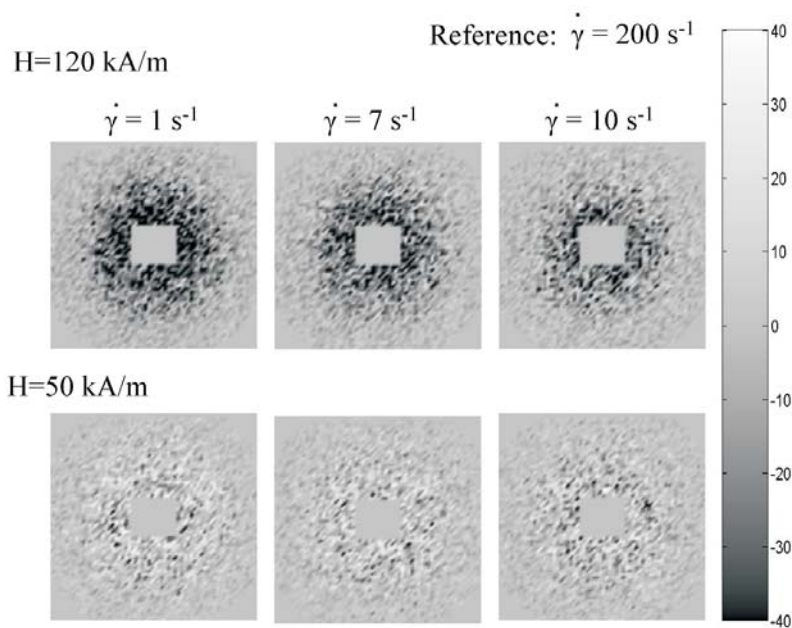 Reference: γ̇ = 200 s⁻¹
H=120 kA/m
γ̇ = 1 s⁻¹ γ̇ = 7 s⁻¹ γ̇ = 10 s⁻¹
H=50 kA/m
40
30
20
10
0
-10
-20
-30
-40